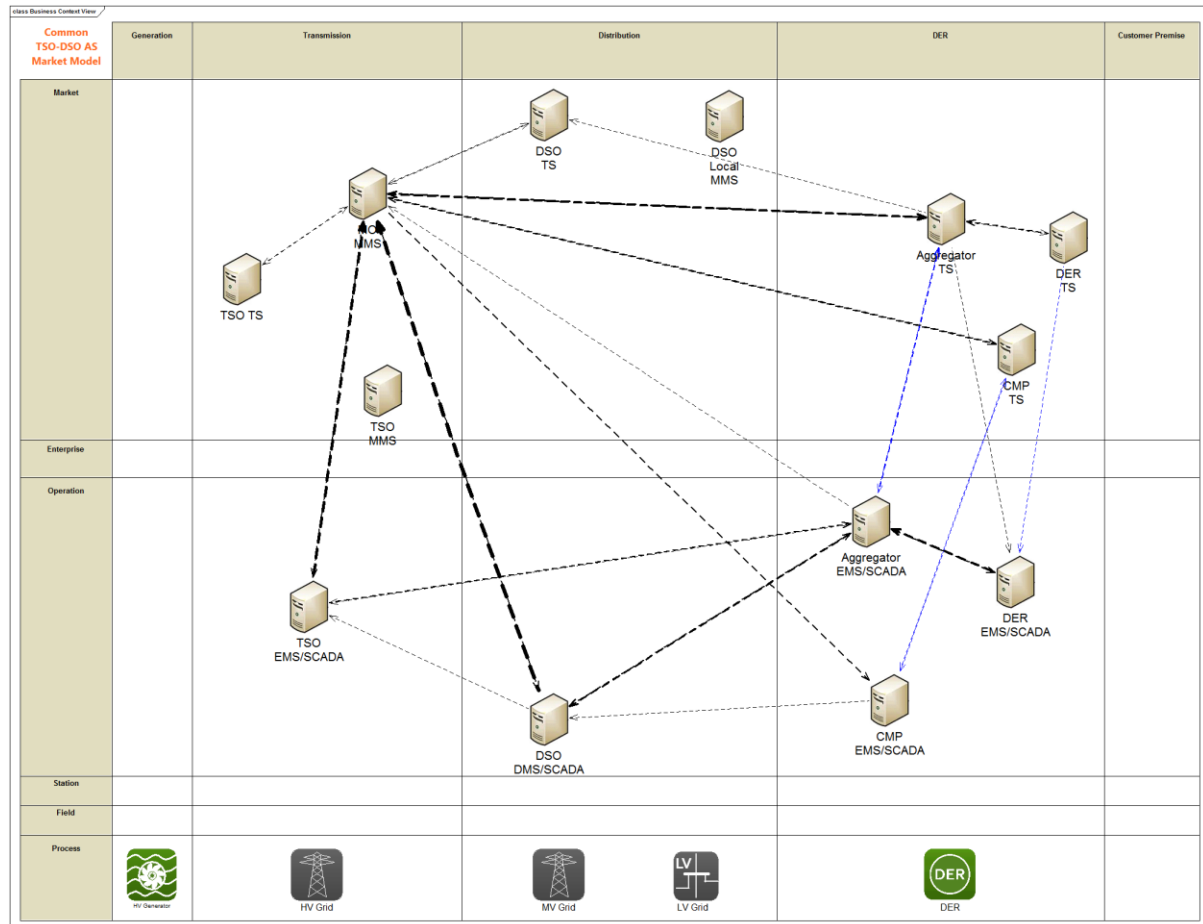 class Business Context View
Common
TSO-DSO AS
Market Model
Generation
Transmission
Distribution
DER
Customer Premise
Market
DSO
TS
DSO
Local
MMS
MMS
Aggregator
TS
DER
TS
TSO TS
CMP
TS
TSO
MMS
Enterprise
Operation
Aggregator
EMS/SCADA
TSO
EMS/SCADA
DER
EMS/SCADA
DSO
DMS/SCADA
CMP
EMS/SCADA
Station
Field
Process
HV Generator
HV Grid
MV Grid
LV
LV Grid
DER
DER